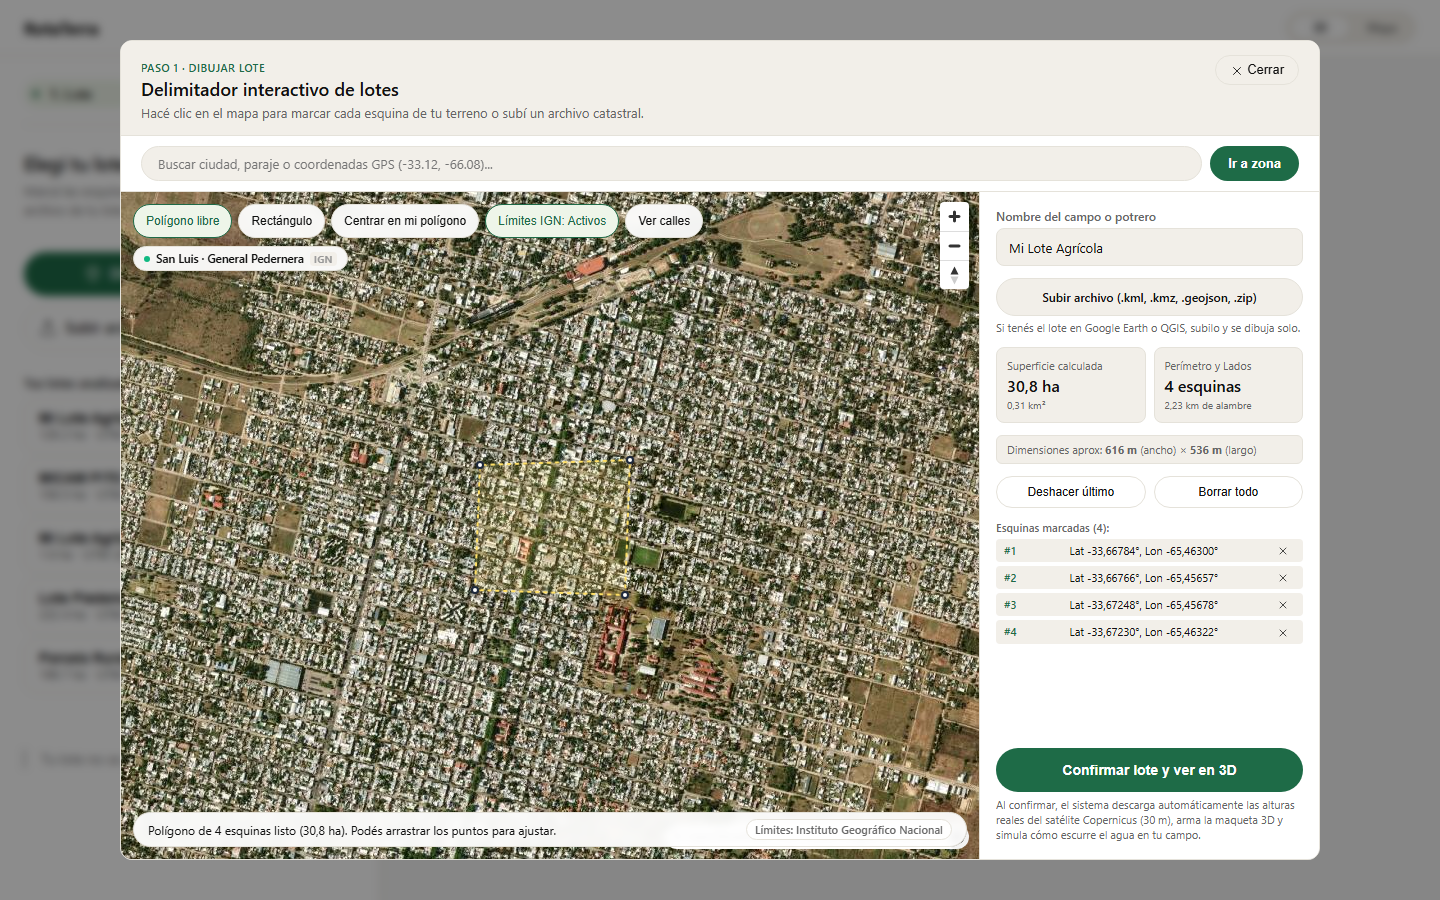 PASO 1 · DIBUJAR LOTE
Delimitador interactivo de lotes
Hacé clic en el mapa para marcar cada esquina de tu terreno o subí un archivo catastral.
Cerrar
Buscar ciudad, paraje o coordenadas GPS (-33.12, -66.08)...
Ir a zona
Polígono libre
Rectángulo
Centrar en mi polígono
Límites IGN: Activos
Ver calles
San Luis · General Pedernera IGN
Nombre del campo o potrero
Mi Lote Agrícola
Subir archivo (.kml, .kmz, .geojson, .zip)
Si tenés el lote en Google Earth o QGIS, subilo y se dibuja solo.
Superficie calculada
30,8 ha
0,31 km²
Perímetro y Lados
4 esquinas
2,23 km de alambre
Dimensiones aprox: 616 m (ancho) × 536 m (largo)
Deshacer último
Borrar todo
Esquinas marcadas (4):
#1 Lat -33,66784°, Lon -65,46300°
#2 Lat -33,66766°, Lon -65,45657°
#3 Lat -33,67248°, Lon -65,45678°
#4 Lat -33,67230°, Lon -65,46322°
Confirmar lote y ver en 3D
Al confirmar, el sistema descarga automáticamente las alturas
reales del satélite Copernicus (30 m), arma la maqueta 3D y
simula cómo escurre el agua en tu campo.
Polígono de 4 esquinas listo (30,8 ha). Podés arrastrar los puntos para ajustar.
Límites: Instituto Geográfico Nacional